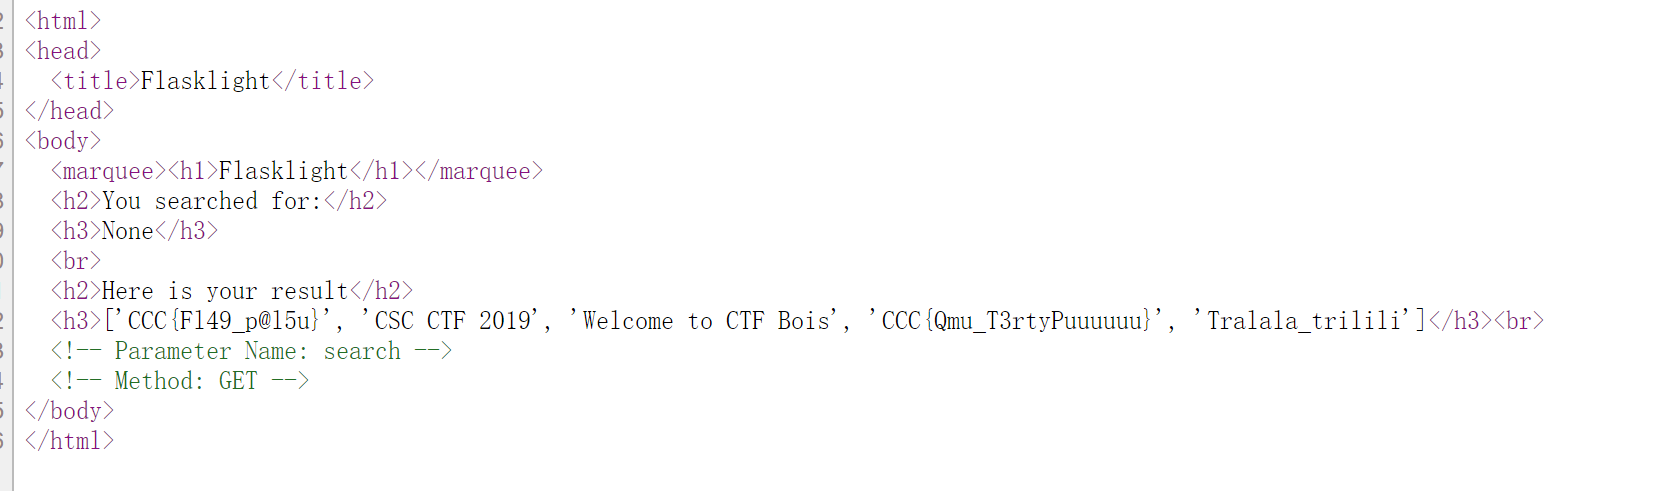 <html>
<head>
<title>Flasklight</title>
</head>
<body>
<marquee><h1>Flasklight</h1></marquee>
<h2>You searched for:</h2>
<h3>None</h3>
<br>
<h2>Here is your result</h2>
<h3>['CCC{Fl49_p@l5u}', 'CSC CTF 2019', 'Welcome to CTF Bois', 'CCC{Qmu_T3rtyPuuuuuu}', 'Tralala_trilili']</h3><br>
<!-- Parameter Name: search -->
<!-- Method: GET -->
</body>
</html>